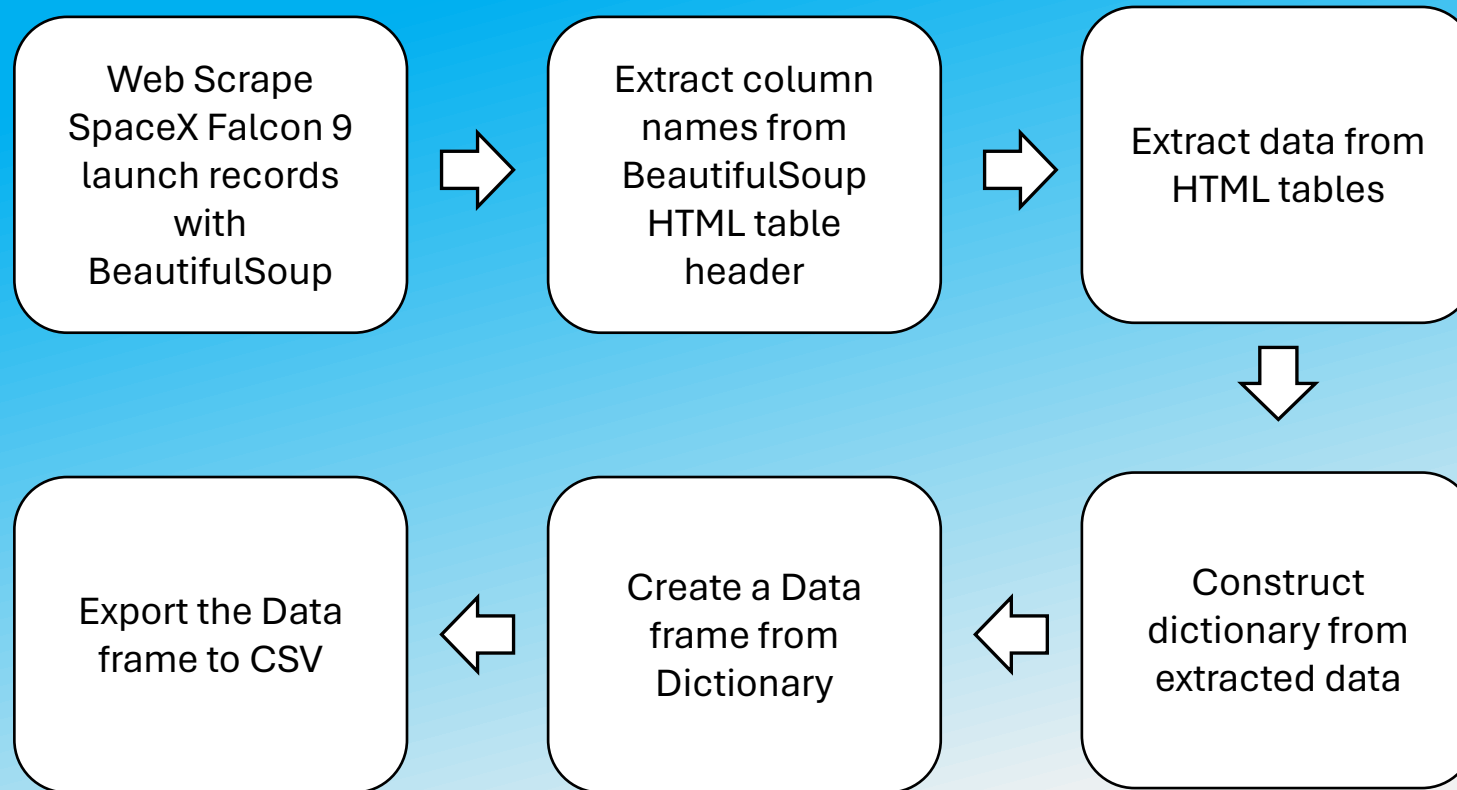 Web Scrape
SpaceX Falcon 9
launch records
with
BeautifulSoup
Extract column
names from
BeautifulSoup
HTML table
header
Extract data from
HTML tables
Construct
dictionary from
extracted data
Create a Data
frame from
Dictionary
Export the Data
frame to CSV